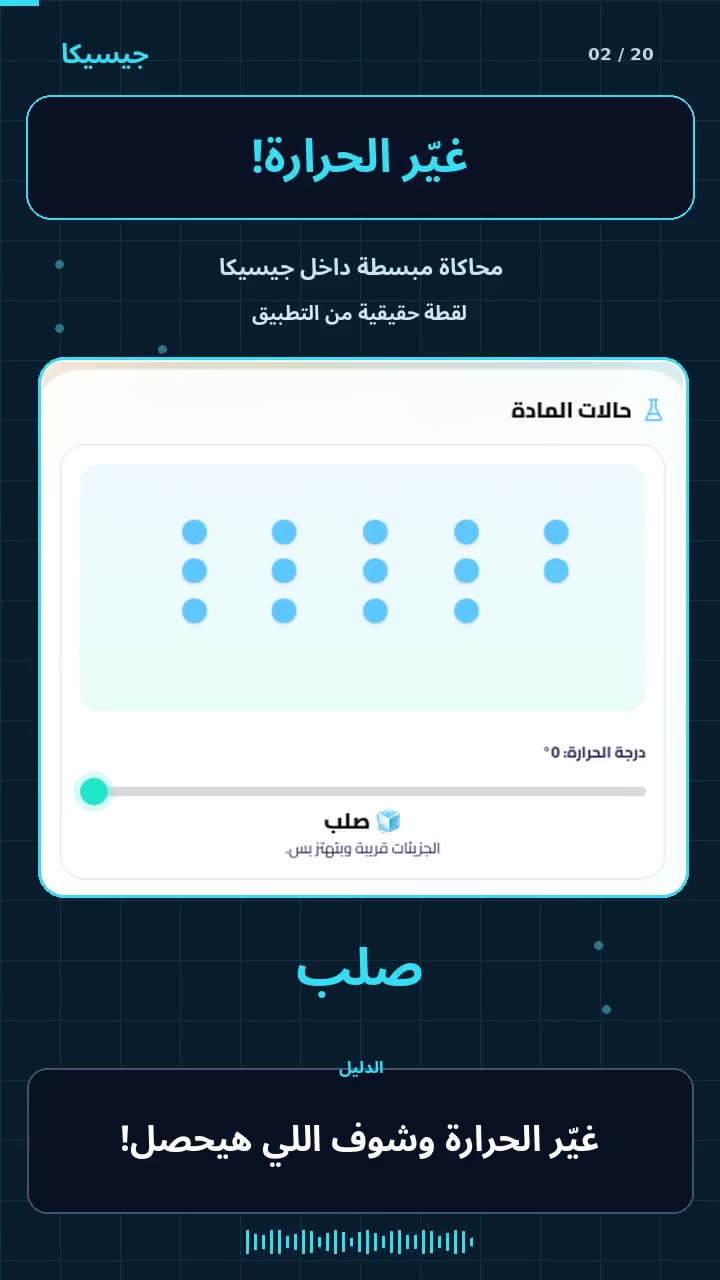 جيسيكا
02 / 20
غيّر الحرارة!
محاكاة مبسطة داخل جيسيكا
لقطة حقيقية من التطبيق
حالات المادة
درجة الحرارة: 0°
صلب
الجزيئات قريبة وبتهتز بس.
صلب
الدليل
غيّر الحرارة وشوف اللي هيحصل!